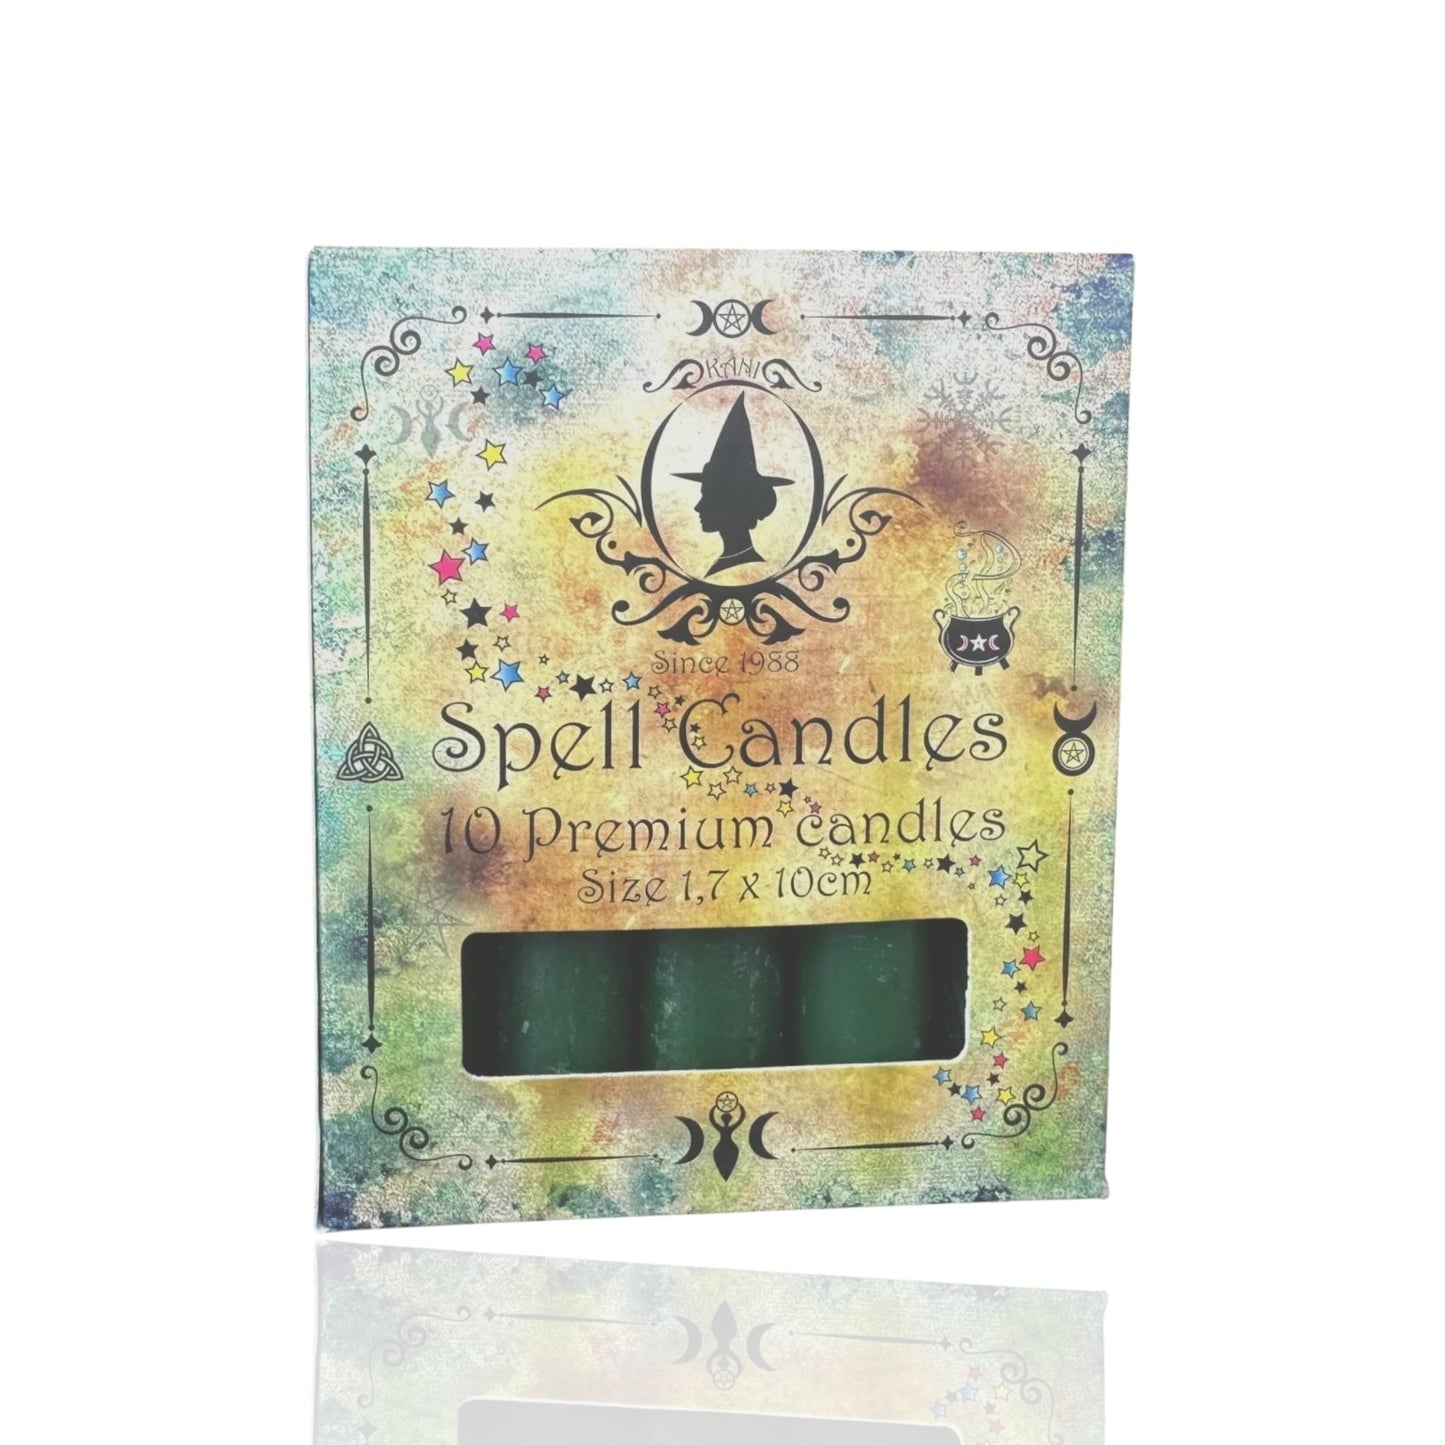 KANI
Since 1988
Spell Candles
10 Premium candles
Size 1,7 x 10cm